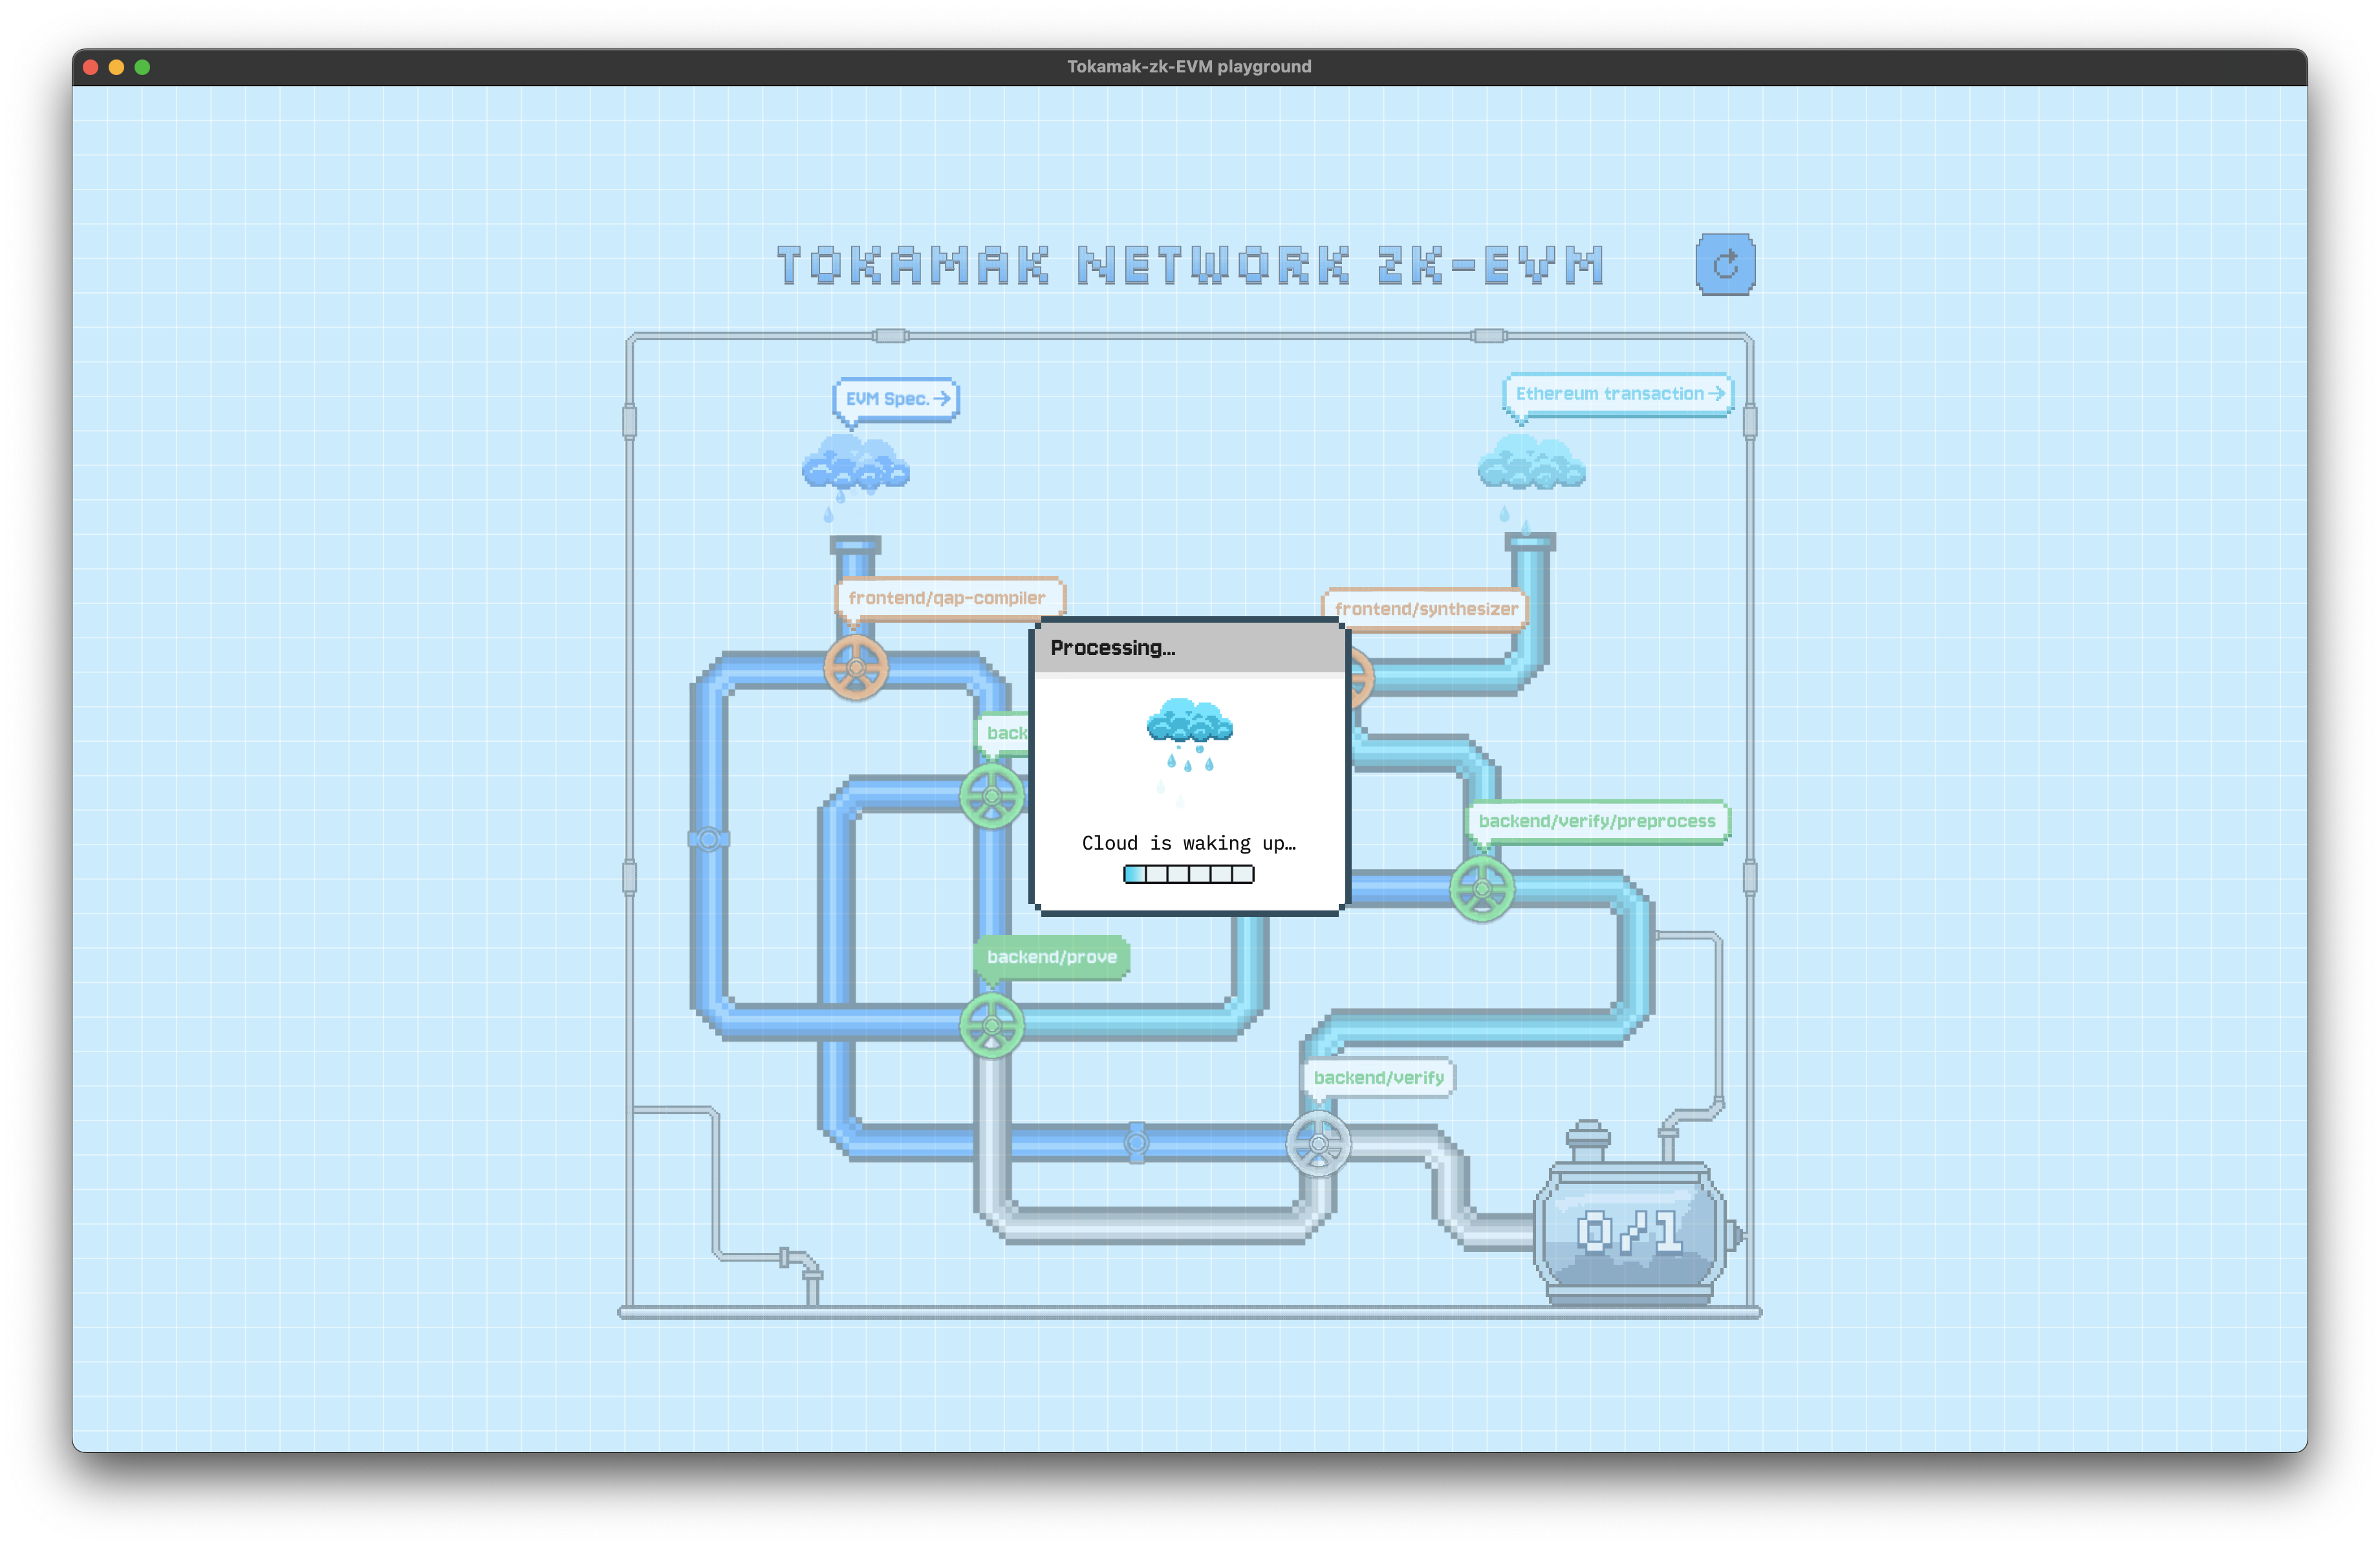 Tokamak-zk-EVM playground
TOKAMAK NETWORK ZK-EVM
EVM Spec.
Ethereum transaction
frontend/qap-compiler
frontend/synthesizer
Processing...
back
Cloud is waking up...
backend/verify/preprocess
backend/prove
backend/verify
0/1